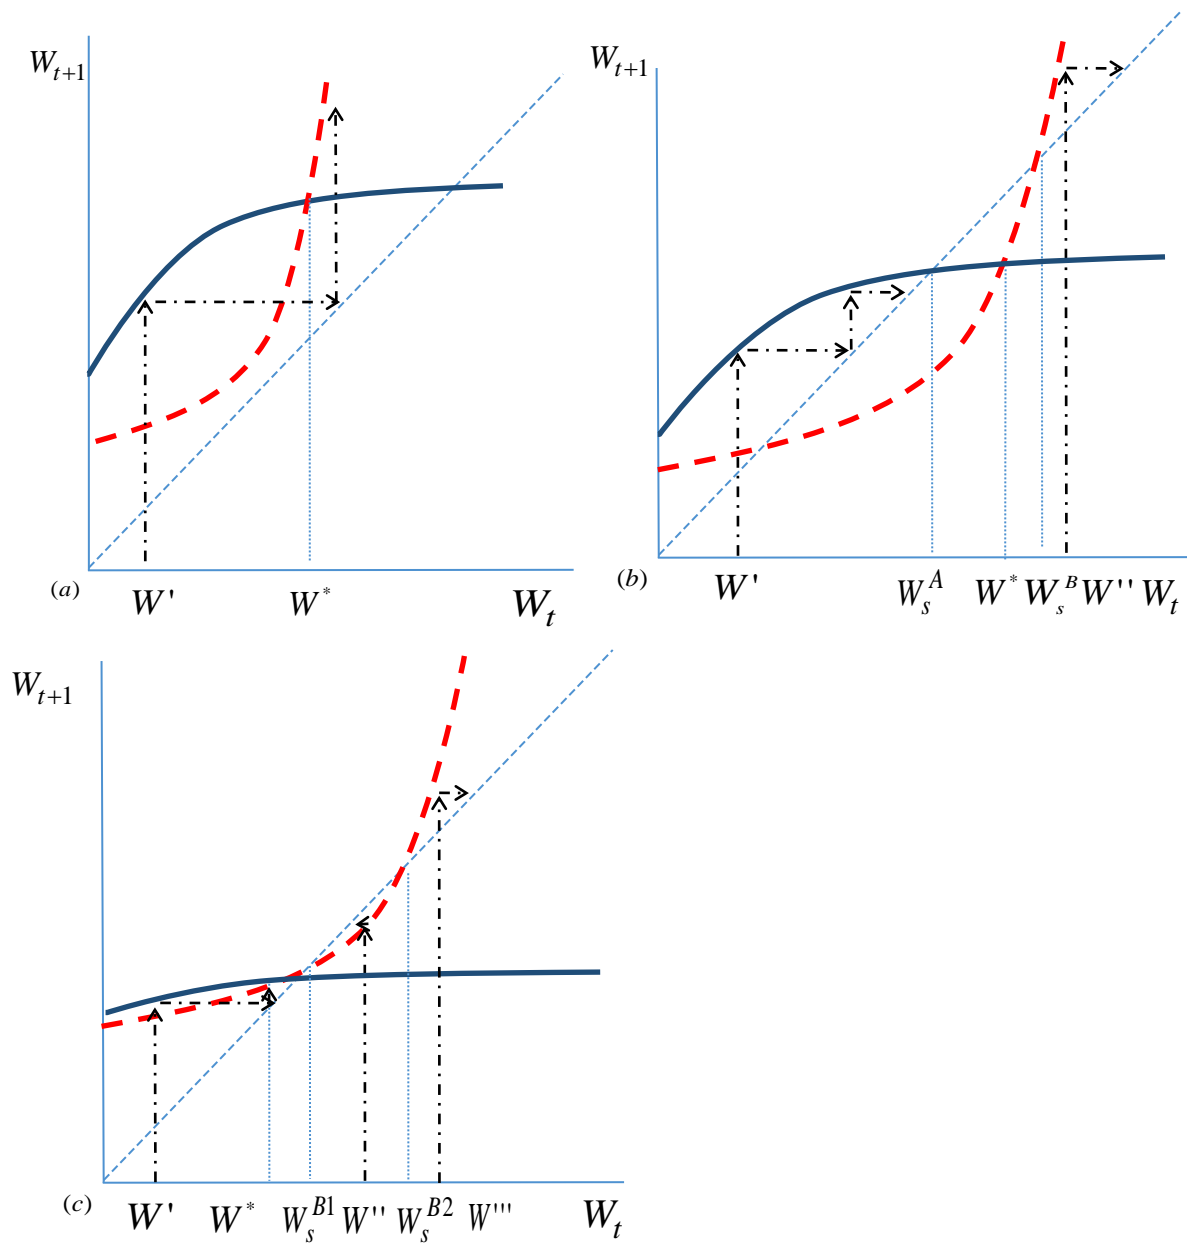 W_{t+1}
(a) W' W^* W_t
W_{t+1}
(b) W' W_s^A W^* W_s^B W'' W_t
W_{t+1}
(c) W' W^* W_s^{B1} W'' W_s^{B2} W''' W_t